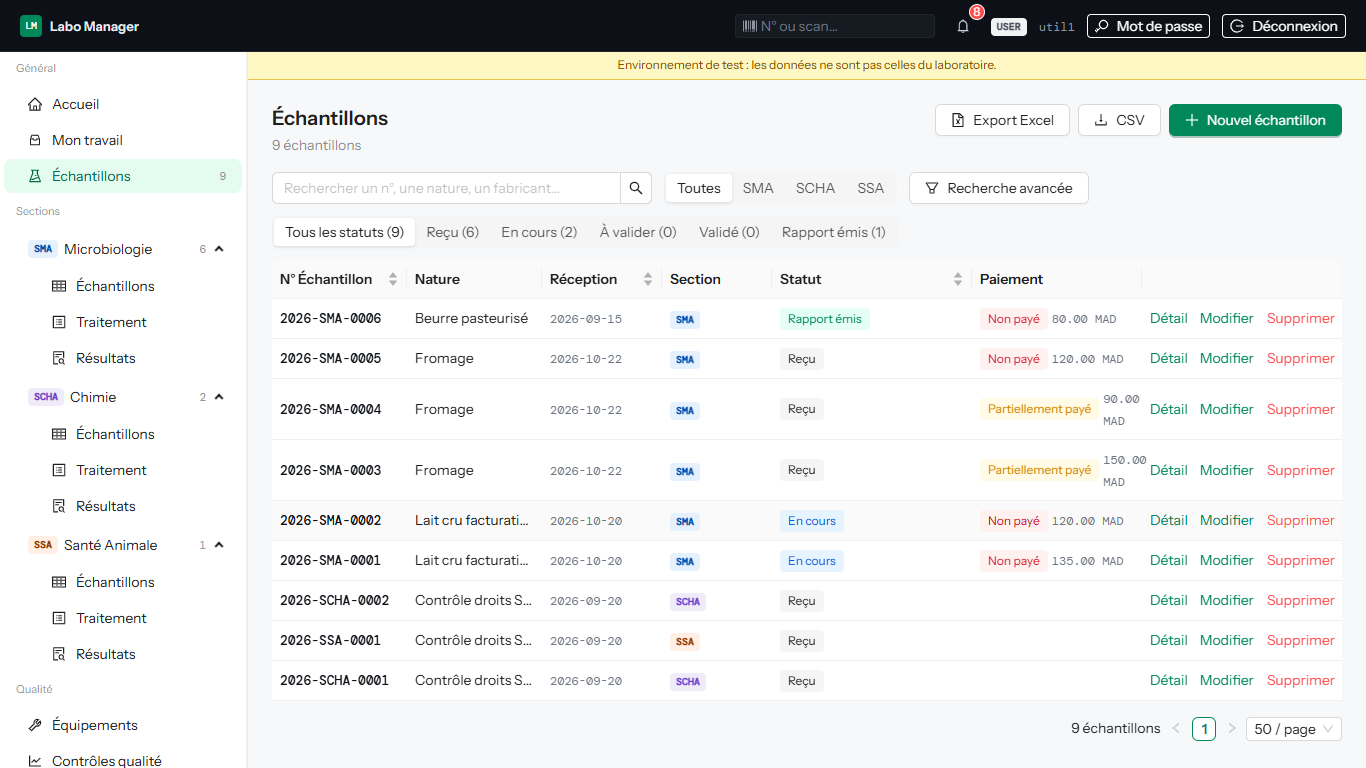 LM Labo Manager
N° ou scan...
8
USER
util1
Mot de passe
Déconnexion
Environnement de test : les données ne sont pas celles du laboratoire.
Général
Accueil
Mon travail
Échantillons 9
Sections
SMA Microbiologie 6
Échantillons
Traitement
Résultats
SCHA Chimie 2
Échantillons
Traitement
Résultats
SSA Santé Animale 1
Échantillons
Traitement
Résultats
Qualité
Équipements
Contrôles qualité
Échantillons
9 échantillons
Export Excel
CSV
Nouvel échantillon
Rechercher un n°, une nature, un fabricant...
Toutes SMA SCHA SSA
Recherche avancée
Tous les statuts (9) Reçu (6) En cours (2) À valider (0) Validé (0) Rapport émis (1)
N° Échantillon Nature Réception Section Statut Paiement
2026-SMA-0006 Beurre pasteurisé 2026-09-15 SMA Rapport émis Non payé 80.00 MAD Détail Modifier Supprimer
2026-SMA-0005 Fromage 2026-10-22 SMA Reçu Non payé 120.00 MAD Détail Modifier Supprimer
2026-SMA-0004 Fromage 2026-10-22 SMA Reçu Partiellement payé 90.00 MAD Détail Modifier Supprimer
2026-SMA-0003 Fromage 2026-10-22 SMA Reçu Partiellement payé 150.00 MAD Détail Modifier Supprimer
2026-SMA-0002 Lait cru facturati... 2026-10-20 SMA En cours Non payé 120.00 MAD Détail Modifier Supprimer
2026-SMA-0001 Lait cru facturati... 2026-10-20 SMA En cours Non payé 135.00 MAD Détail Modifier Supprimer
2026-SCHA-0002 Contrôle droits S... 2026-09-20 SCHA Reçu Détail Modifier Supprimer
2026-SSA-0001 Contrôle droits S... 2026-09-20 SSA Reçu Détail Modifier Supprimer
2026-SCHA-0001 Contrôle droits S... 2026-09-20 SCHA Reçu Détail Modifier Supprimer
9 échantillons < 1 > 50 / page